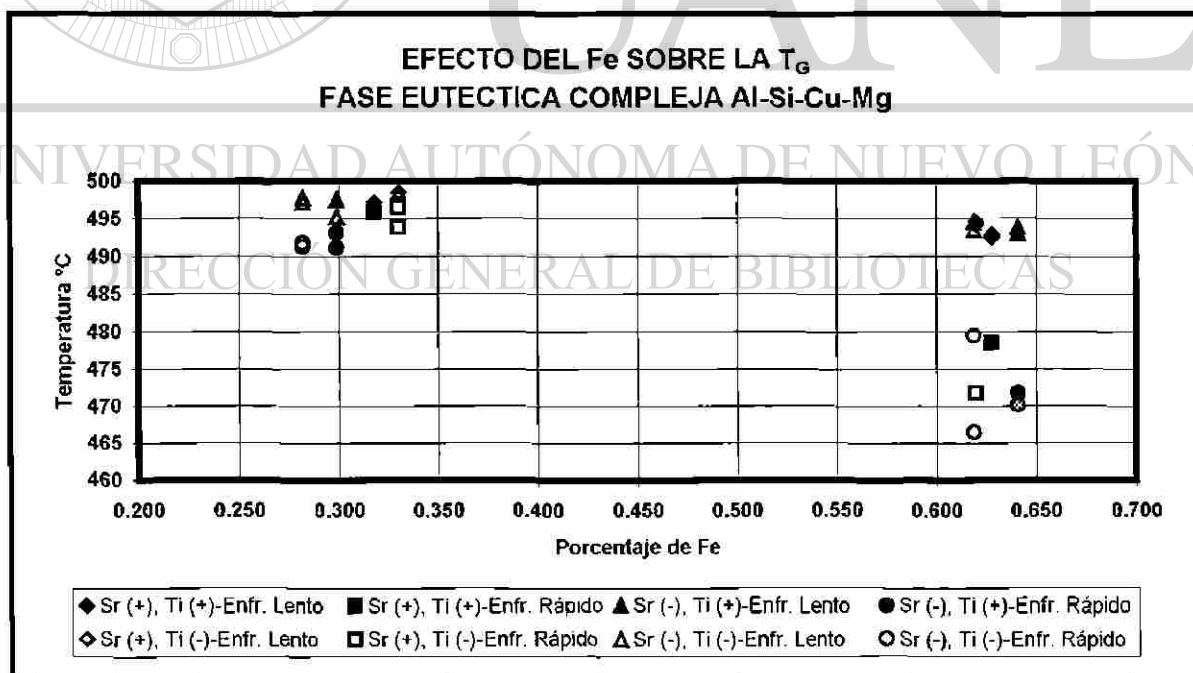 EFECTO DEL Fe SOBRE LA TG
FASE EUTECTICA COMPLEJA Al-Si-Cu-Mg
UNIVERSIDAD AUTÓNOMA DE NUEVO LEÓN
DIRECCIÓN GENERAL DE BIBLIOTECAS
Temperatura ºC
500
495
490
485
480
475
470
465
460
0.200 0.250 0.300 0.350 0.400 0.450 0.500 0.550 0.600 0.650 0.700
Porcentaje de Fe
Sr (+), Ti (+)-Enfr. Lento Sr (+), Ti (+)-Enfr. Rápido Sr (-), Ti (+)-Enfr. Lento Sr (-), Ti (+)-Enfr. Rápido
Sr (+), Ti (-)-Enfr. Lento Sr (+), Ti (-)-Enfr. Rápido Sr (-), Ti (-)-Enfr. Lento Sr (-), Ti (-)-Enfr. Rápido